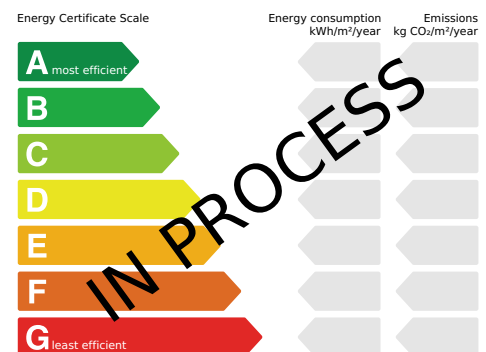 Energy Certificate Scale
Energy consumption
kWh/m²/year
Emissions
kg CO₂/m²/year
A most efficient
B
C
D
E
F
G least efficient
IN PROCESS